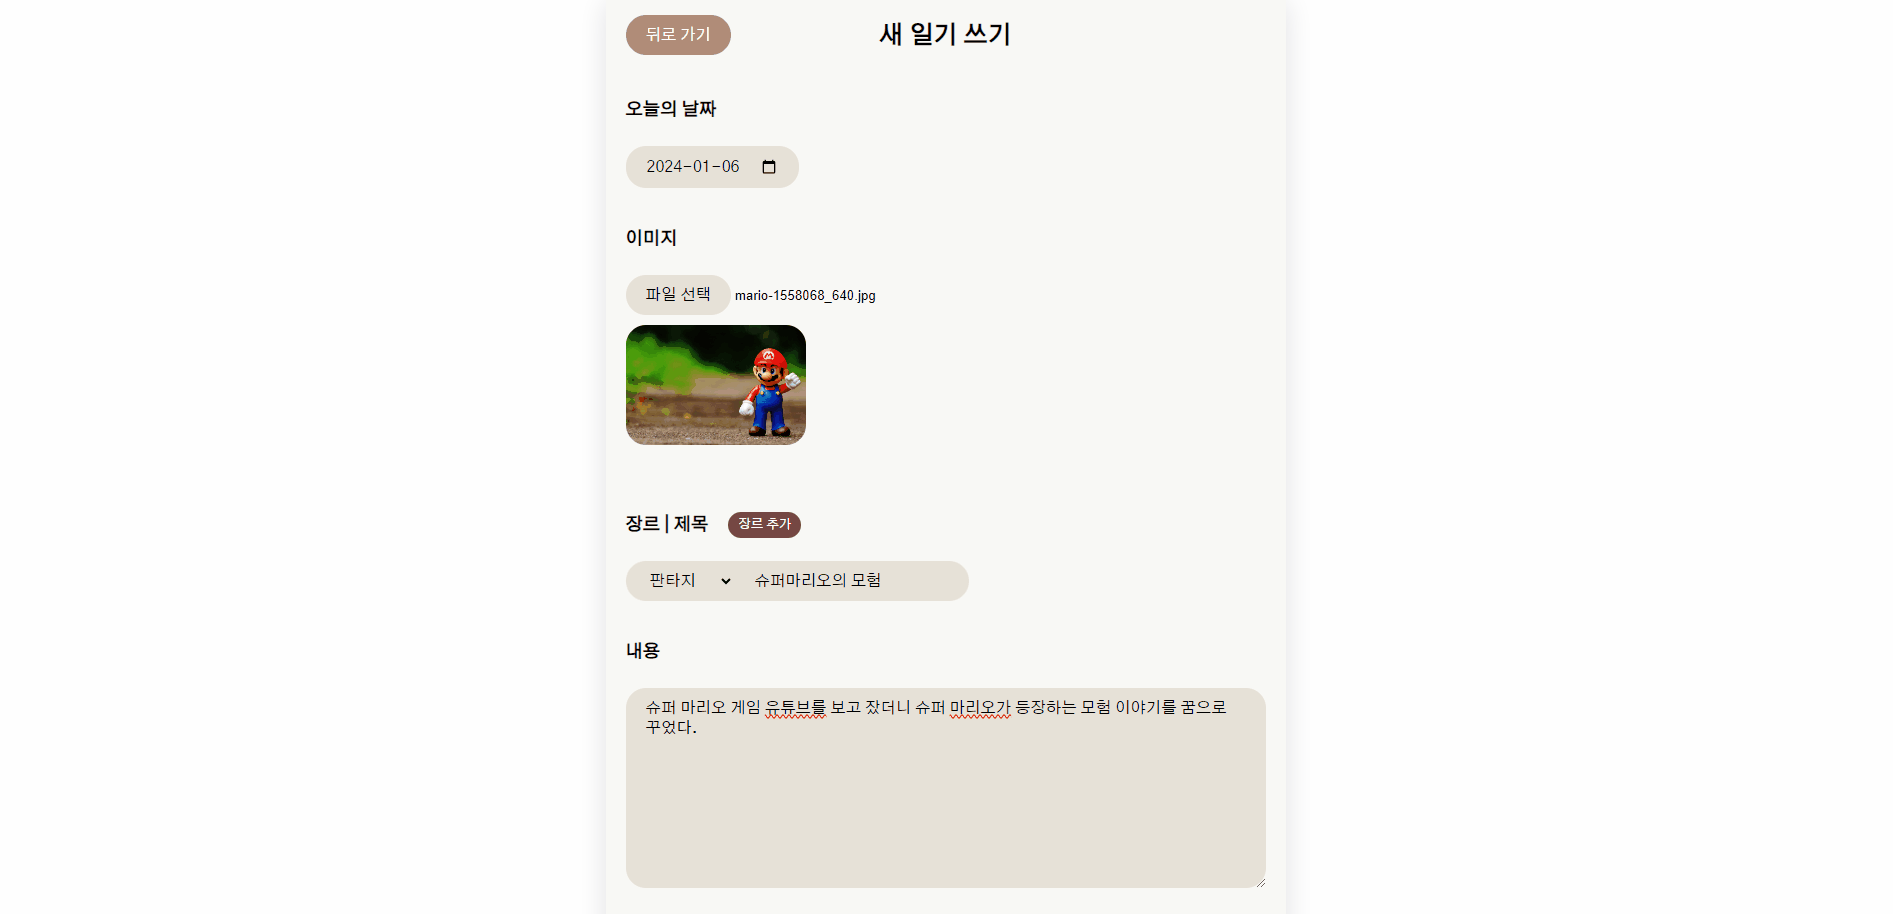 뒤로 가기
새 일기 쓰기
오늘의 날짜
2024-01-06
이미지
파일 선택 mario-1558068_640.jpg
M
장르 | 제목 장르 추가
판타지 슈퍼마리오의 모험
내용
슈퍼 마리오 게임 유튜브를 보고 잤더니 슈퍼 마리오가 등장하는 모험 이야기를 꿈으로
꾸었다.